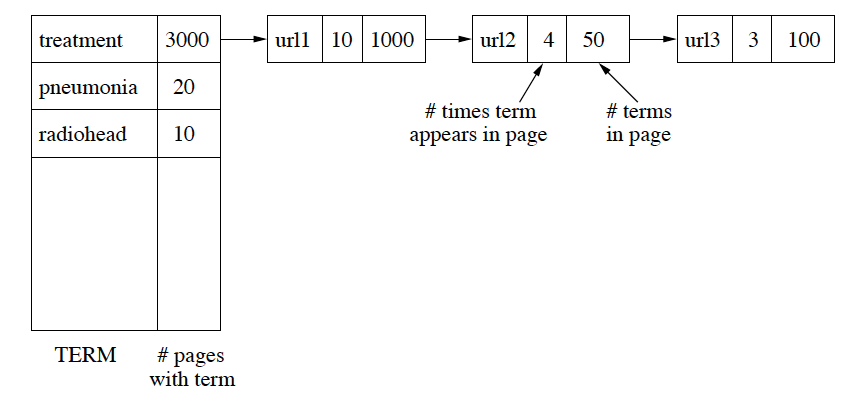 treatment 3000 url1 10 1000 url2 4 50 url3 3 100
pneumonia 20
radiohead 10
# times term
appears in page
# terms
in page
TERM
# pages
with term